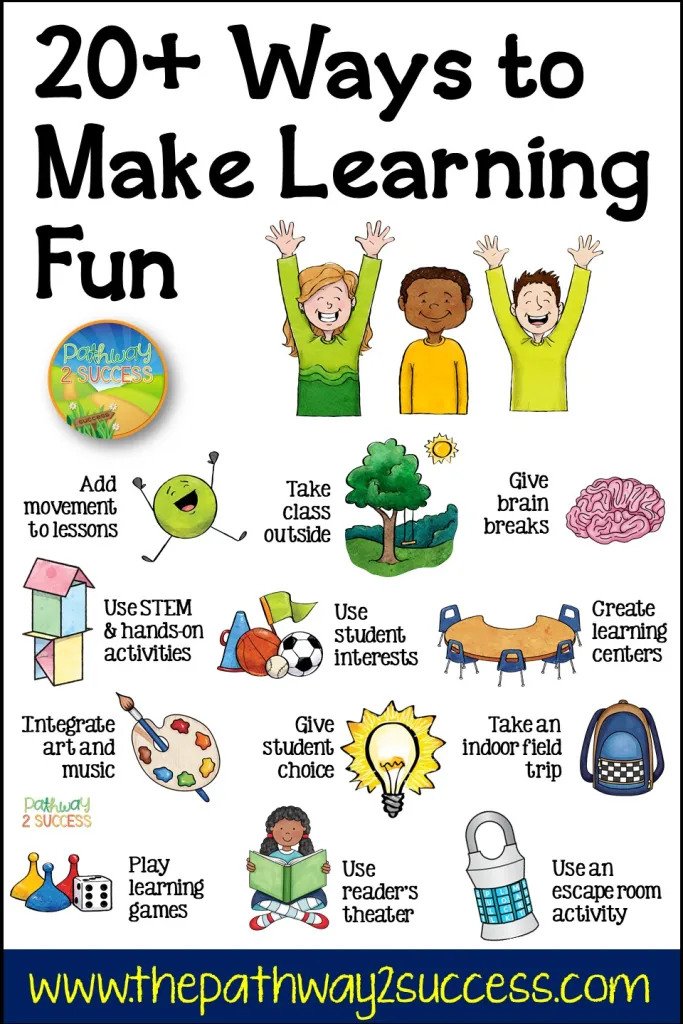 20+ Ways to
Make Learning
Fun
Pathway
2 SUCCESS
success
Add
movement
to lessons
Take
class
outside
Give
brain
breaks
Use STEM
& hands-on
activities
Use
student
interests
Create
learning
centers
Integrate
art and
music
Give
student
choice
Take an
indoor field
trip
Pathway
2 SUCCESS
Play
learning
games
Use
reader's
theater
Use an
escape room
activity
www.thepathway2success.com